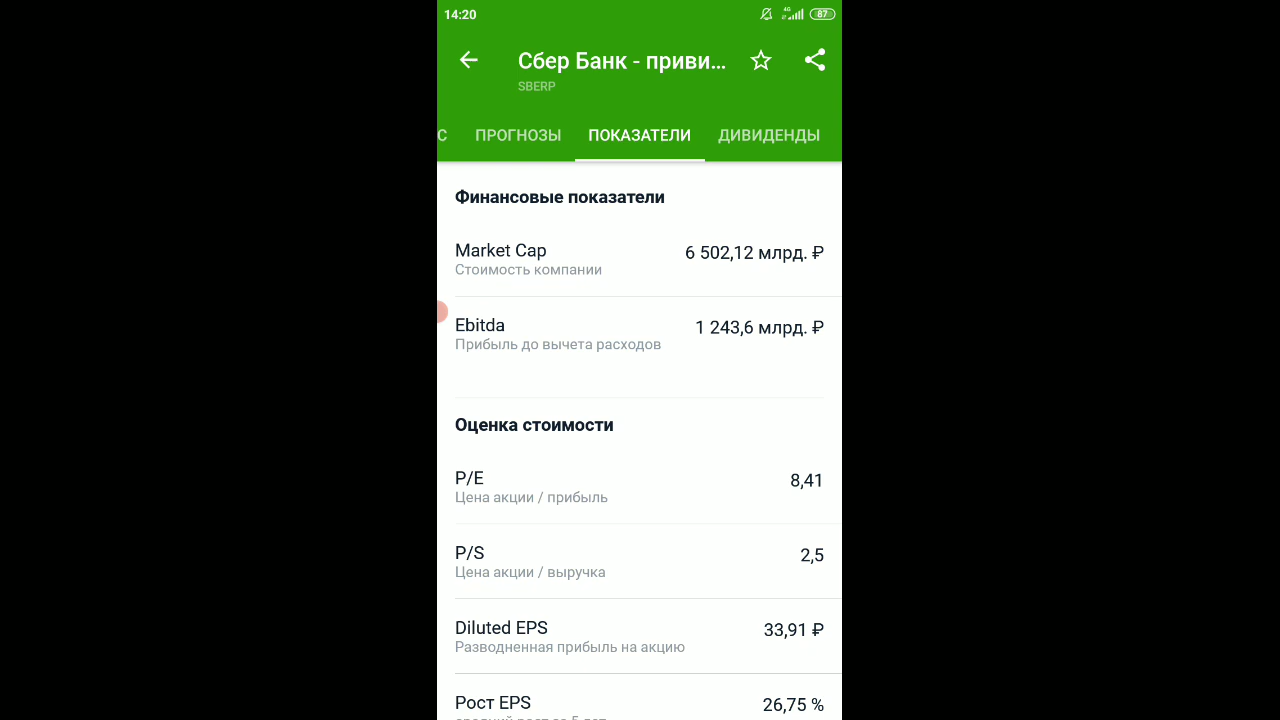 14:20
4G
87
Сбер Банк - приви...
SBERP
С ПРОГНОЗЫ ПОКАЗАТЕЛИ ДИВИДЕНДЫ
Финансовые показатели
Market Cap 6 502,12 млрд. ₽
Стоимость компании
Ebitda 1 243,6 млрд. ₽
Прибыль до вычета расходов
Оценка стоимости
P/E 8,41
Цена акции / прибыль
P/S 2,5
Цена акции / выручка
Diluted EPS 33,91 ₽
Разводненная прибыль на акцию
Рост EPS 26,75 %